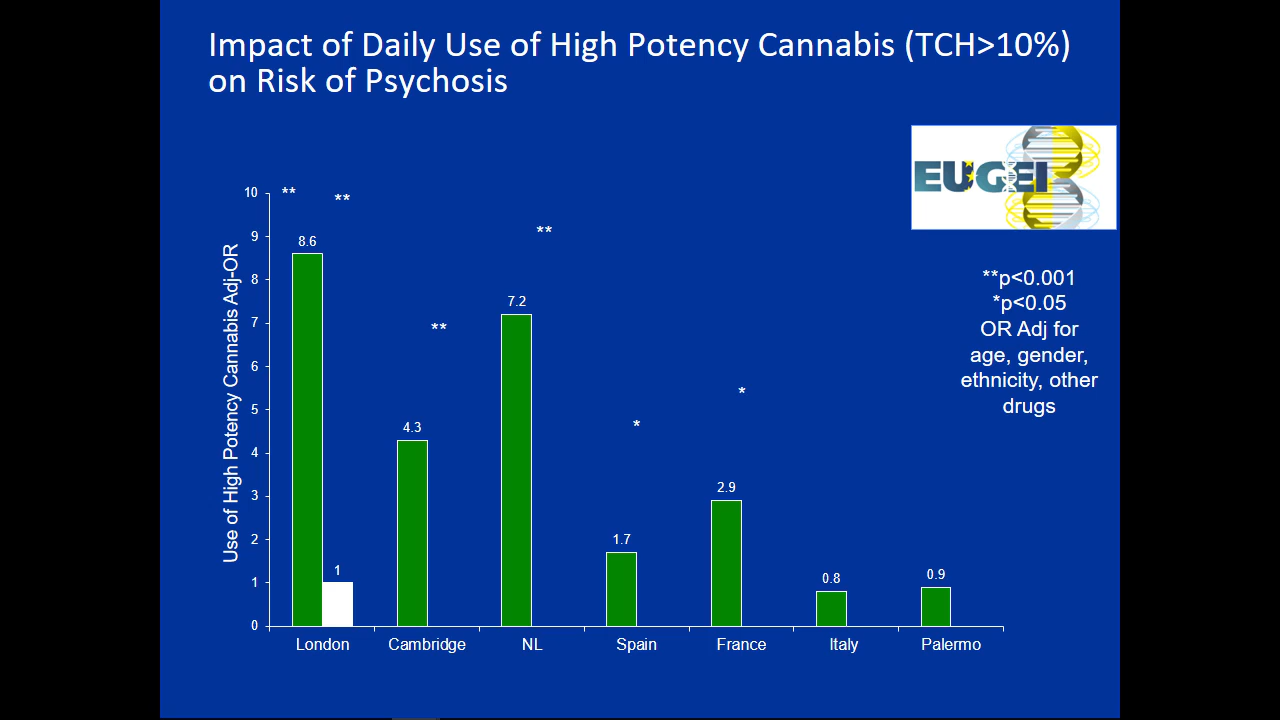 Impact of Daily Use of High Potency Cannabis (TCH>10%)
on Risk of Psychosis
EUGEI
Use of High Potency Cannabis Adj-OR
10
9
8
7
6
5
4
3
2
1
0
** **
8.6
1
**
4.3
**
7.2
*
1.7
*
2.9
0.8
0.9
London Cambridge NL Spain France Italy Palermo
**p<0.001
*p<0.05
OR Adj for
age, gender,
ethnicity, other
drugs